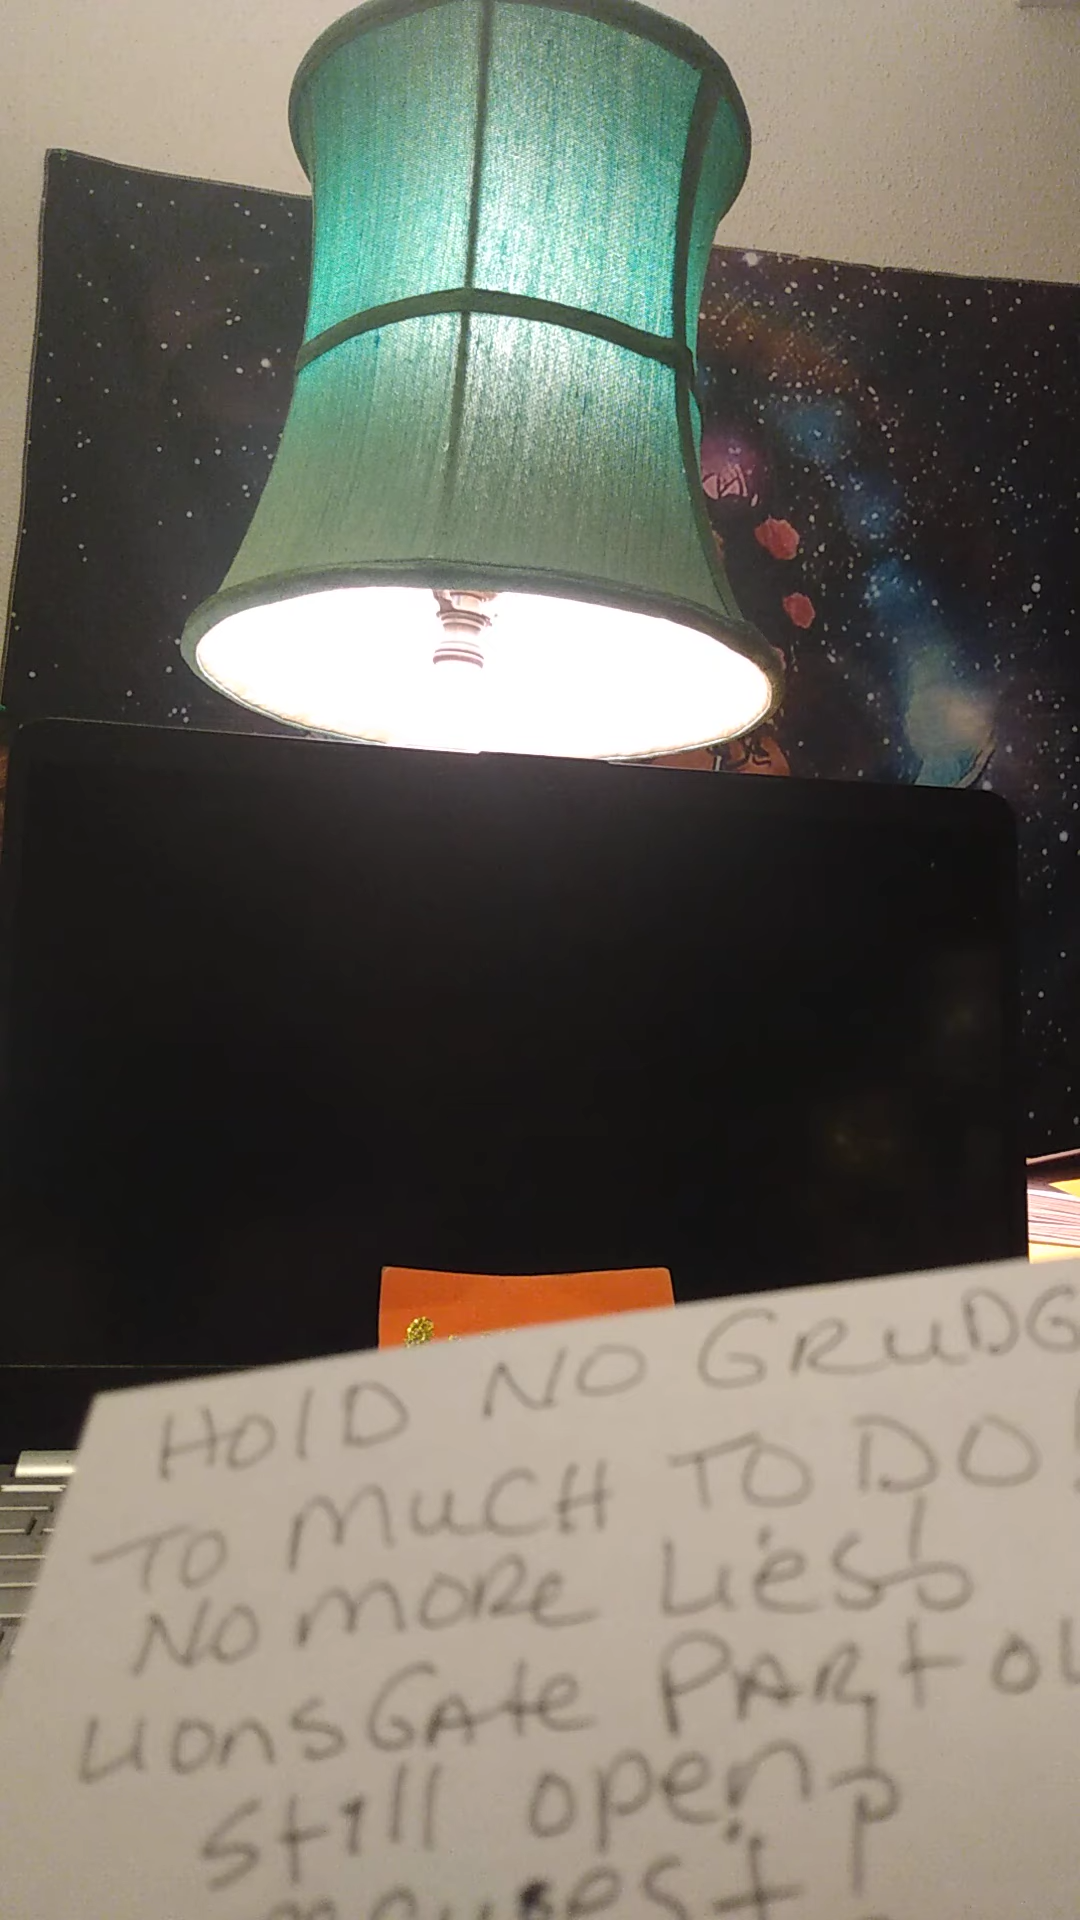 HOLD NO GRUDG
TO MUCH TO DO!
NO MORE LIES
LIONSGATE PARtOL
Still open